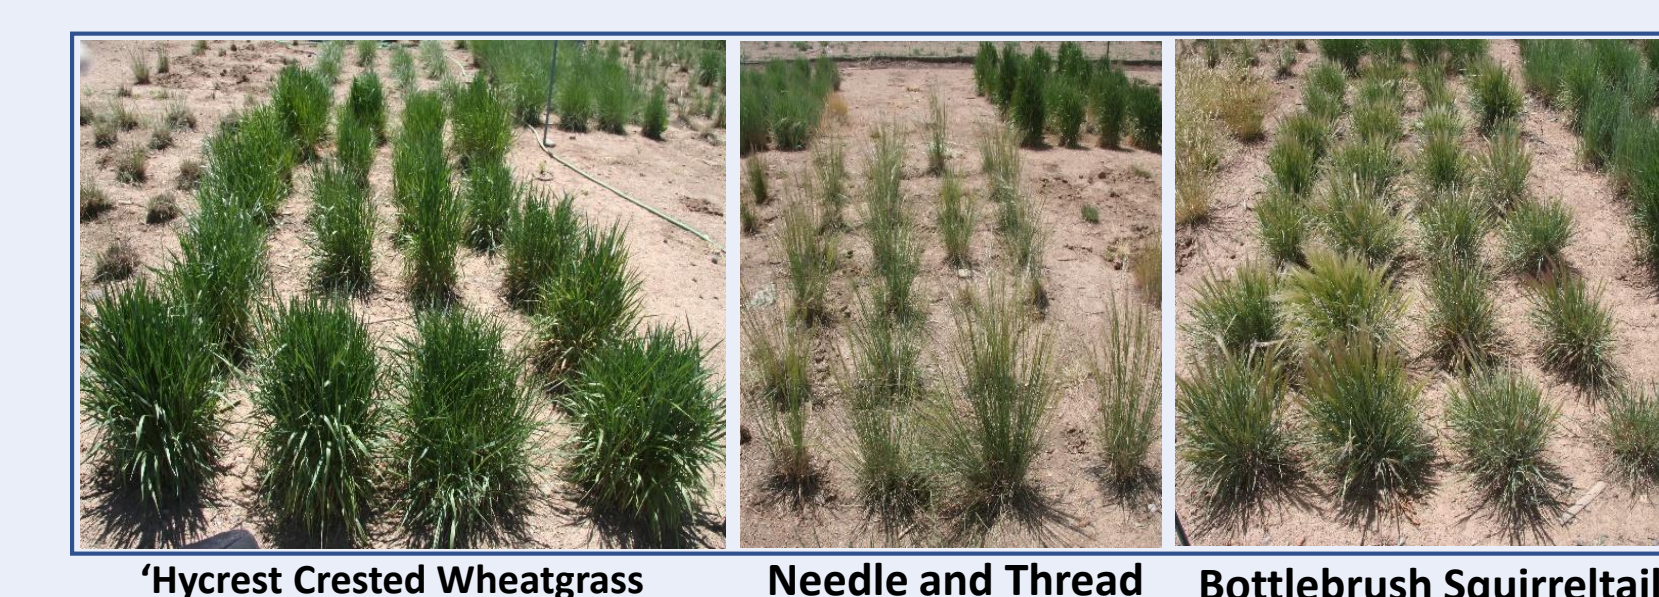 ‘Hycrest Crested Wheatgrass
Needle and Thread
Bottlebrush Squirreltail